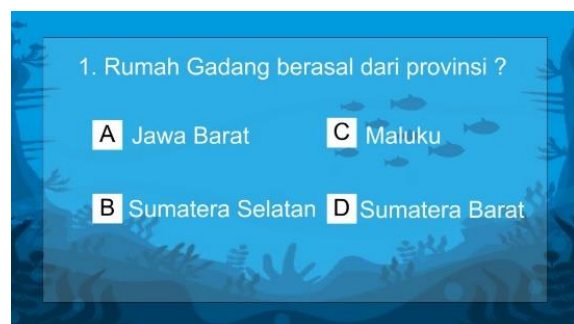 1. Rumah Gadang berasal dari provinsi ?
A Jawa Barat
C Maluku
B Sumatera Selatan
D Sumatera Barat